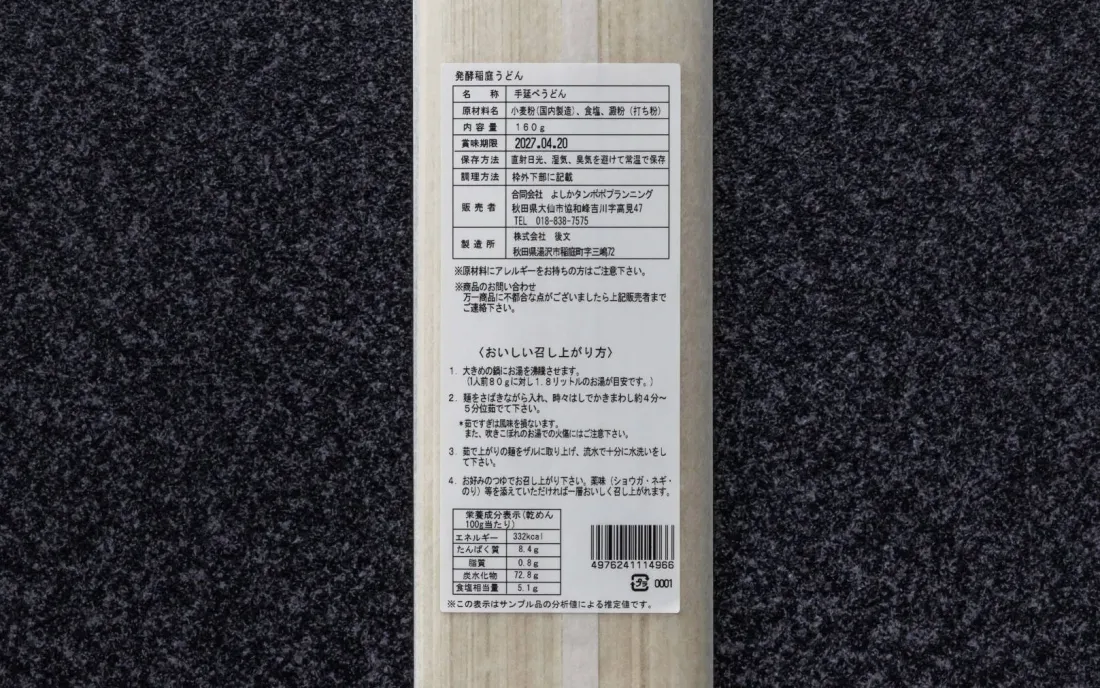 発酵稲庭うどん
名　称　手延べうどん
原材料名　小麦粉(国内製造)、食塩、澱粉（打ち粉）
内容量　１６０ｇ
賞味期限　2027.04.20
保存方法　直射日光、湿気、臭気を避けて常温で保存
調理方法　枠外下部に記載
販売者　合同会社　よしかタンポポプランニング
秋田県大仙市協和峰吉川字高見47
TEL　018-838-7575
製造所　株式会社　後文
秋田県湯沢市稲庭町字三嶋72
※原材料にアレルギーをお持ちの方はご注意下さい。
※商品のお問い合わせ
万一商品に不都合な点がございましたら上記販売者まで
ご連絡下さい。
〈おいしい召し上がり方〉
１．大きめの鍋にお湯を沸騰させます。
（１人前８０ｇに対し１．８リットルのお湯が目安です。）
２．麺をさばきながら入れ、時々はしでかきまわし約４分～
５分位茹でて下さい。
＊茹ですぎは風味を損ないます。
また、吹きこぼれのお湯での火傷にはご注意下さい。
３．茹で上がりの麺をザルに取り上げ、流水で十分に水洗いをし
て下さい。
４．お好みのつゆでお召し上がり下さい。薬味（ショウガ・ネギ・
のり）等を添えていただければ一層おいしく召し上がれます。
栄養成分表示(乾めん
100g当たり)
エネルギー　332kcal
たんぱく質　8.4g
脂質　0.8g
炭水化物　72.8g
食塩相当量　5.1g
4976241114966
プラ　0001
※この表示はサンプル品の分析値による推定値です。